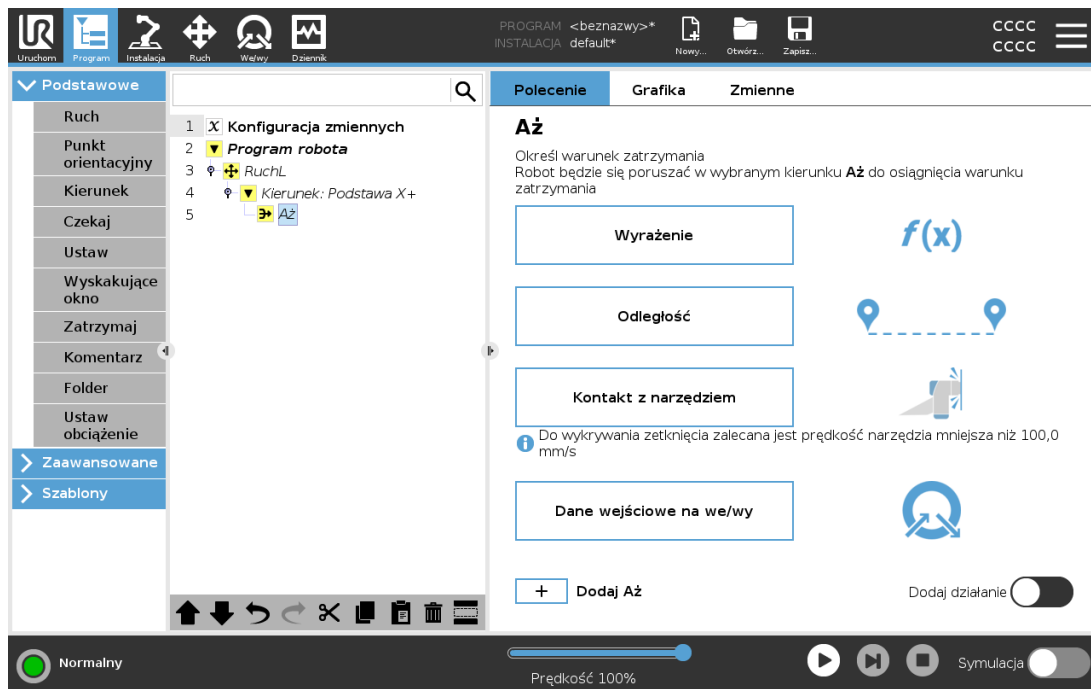 PROGRAM <beznazwy>*
INSTALACJA default*
CCCC
CCCC
Uruchom
Program
Instalacja
Ruch
We/wy
Dziennik
Nowy...
Otwórz...
Zapisz...
Podstawowe
Ruch
Punkt
orientacyjny
Kierunek
Czekaj
Ustaw
Wyskakujące
okno
Zatrzymaj
Komentarz
Folder
Ustaw
obciążenie
Zaawansowane
Szablony
1 X Konfiguracja zmiennych
2 Program robota
3 RuchL
4 Kierunek: Podstawa X+
5 Aż
Polecenie Grafika Zmienne
Aż
Określ warunek zatrzymania
Robot będzie się poruszać w wybranym kierunku Aż do osiągnięcia warunku
zatrzymania
Wyrażenie
f(x)
Odległość
Kontakt z narzędziem
Do wykrywania zetknięcia zalecana jest prędkość narzędzia mniejsza niż 100,0
mm/s
Dane wejściowe na we/wy
+ Dodaj Aż
Dodaj działanie
Normalny
Prędkość 100%
Symulacja